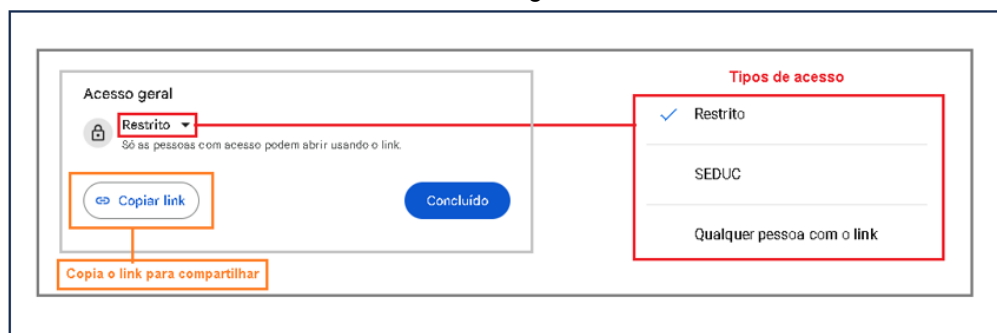 Acesso geral
Restrito
Só as pessoas com acesso podem abrir usando o link.
Copiar link
Concluído
Copia o link para compartilhar
Tipos de acesso
Restrito
SEDUC
Qualquer pessoa com o link